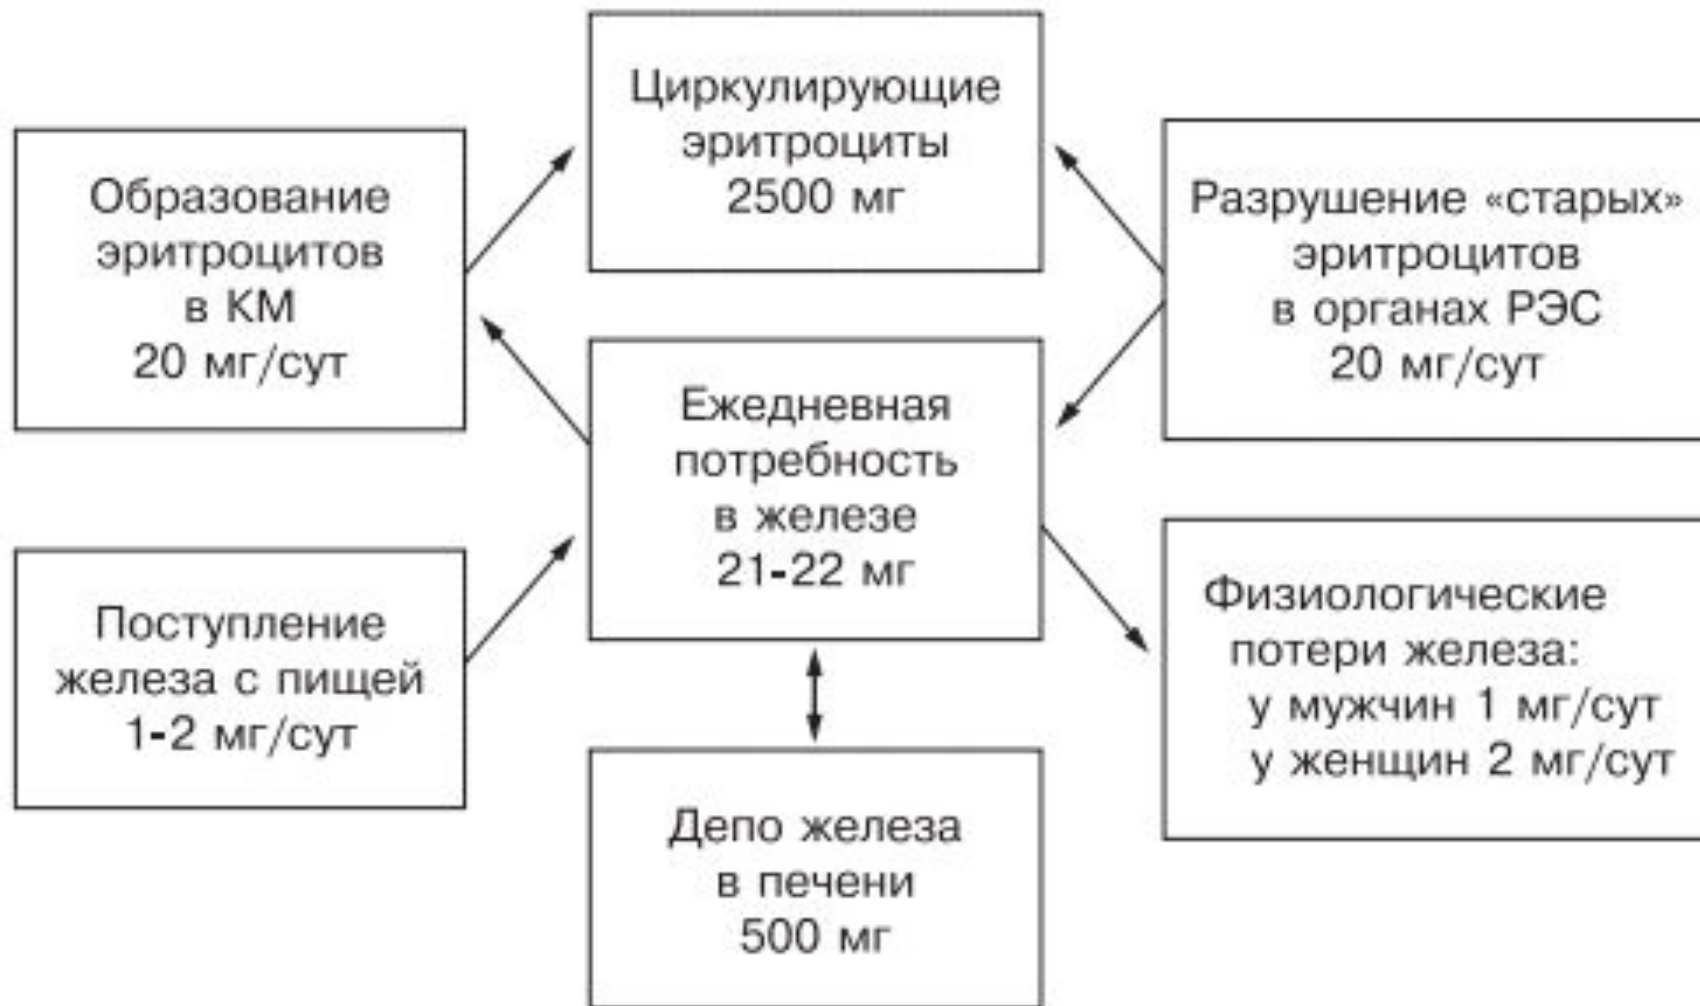 Циркулирующие
эритроциты
2500 мг
Образование
эритроцитов
в КМ
20 мг/сут
Разрушение «старых»
эритроцитов
в органах РЭС
20 мг/сут
Ежедневная
потребность
в железе
21-22 мг
Поступление
железа с пищей
1-2 мг/сут
Физиологические
потери железа:
у мужчин 1 мг/сут
у женщин 2 мг/сут
Депо железа
в печени
500 мг